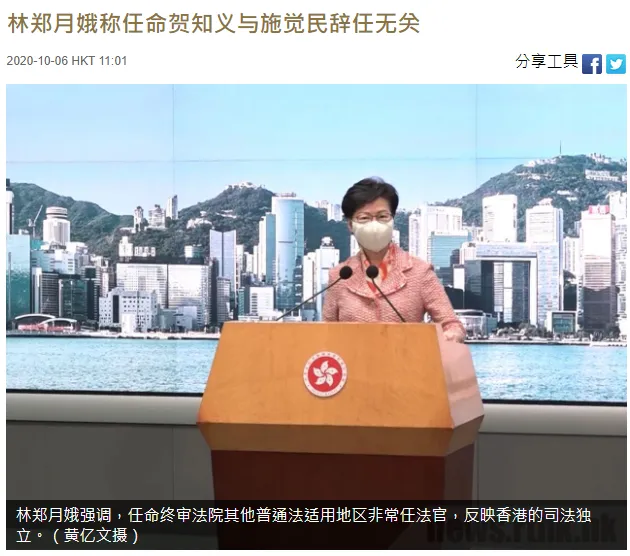 林郑月娥称任命贺知义与施觉民辞任无关
2020-10-06 HKT 11:01
分享工具
林郑月娥强调，任命终审法院其他普通法适用地区非常任法官，反映香港的司法独
立。（黄亿文摄）
news.rthk.hk